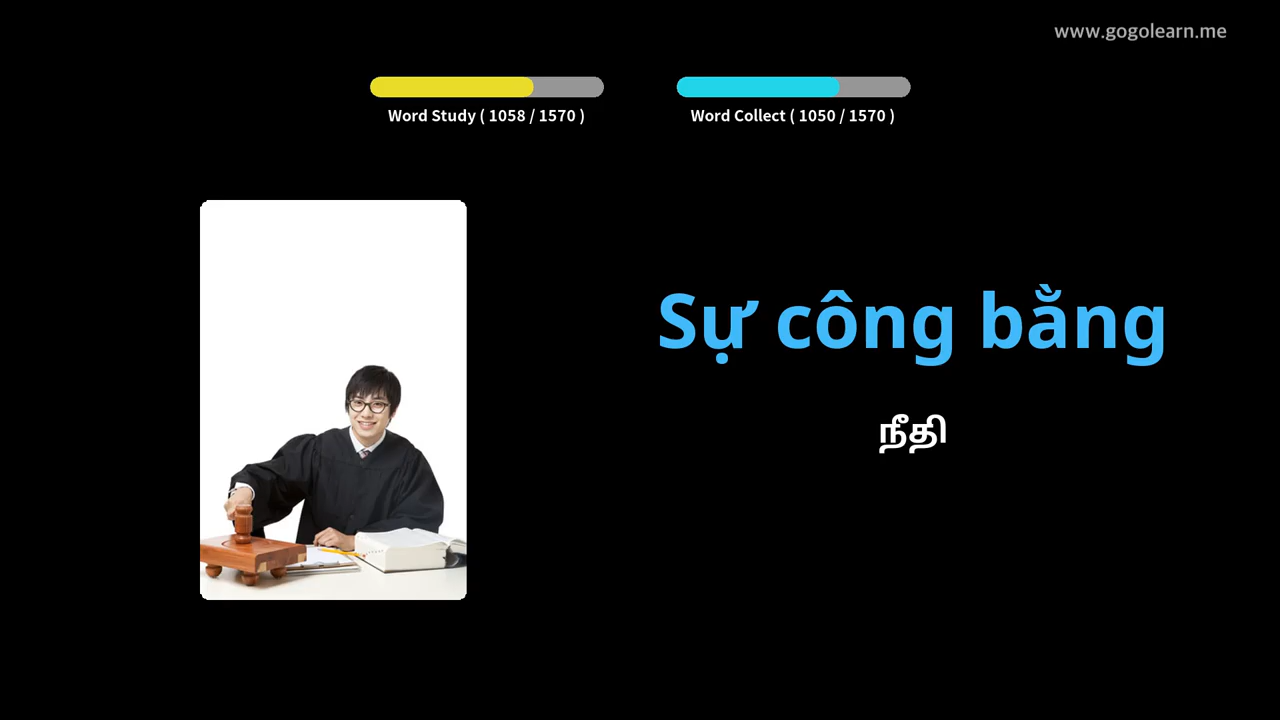 www.gogolearn.me
Word Study ( 1058 / 1570 )
Word Collect ( 1050 / 1570 )
Sự công bằng
நீதி